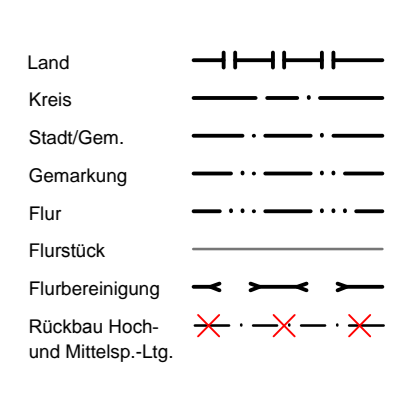 Land
Kreis
Stadt/Gem.
Gemarkung
Flur
Flurstück
Flurbereinigung
Rückbau Hoch-
und Mittelsp.-Ltg.